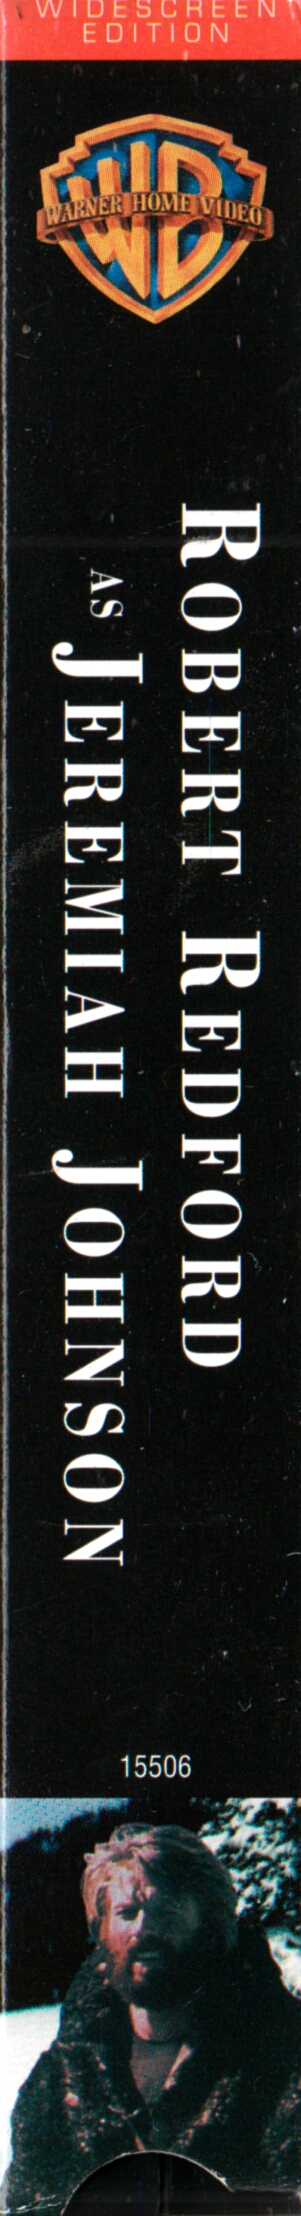 WIDESCREEN
EDITION
WARNER HOME VIDEO
WB
ROBERT REDFORD
AS JEREMIAH JOHNSON
15506